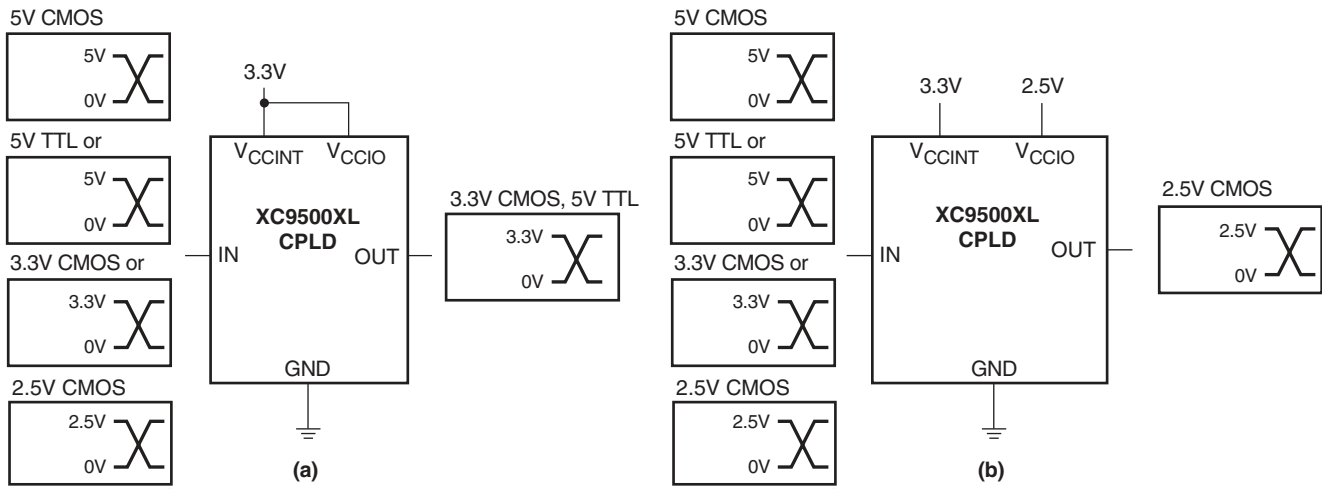 5V CMOS
5V
0V
5V TTL or
5V
0V
3.3V CMOS or
3.3V
0V
2.5V CMOS
2.5V
0V
3.3V
VCCINT VCCIO
XC9500XL
CPLD
IN OUT
GND
3.3V CMOS, 5V TTL
3.3V
0V
(a)
5V CMOS
5V
0V
5V TTL or
5V
0V
3.3V CMOS or
3.3V
0V
2.5V CMOS
2.5V
0V
3.3V 2.5V
VCCINT VCCIO
XC9500XL
CPLD
IN OUT
GND
2.5V CMOS
2.5V
0V
(b)